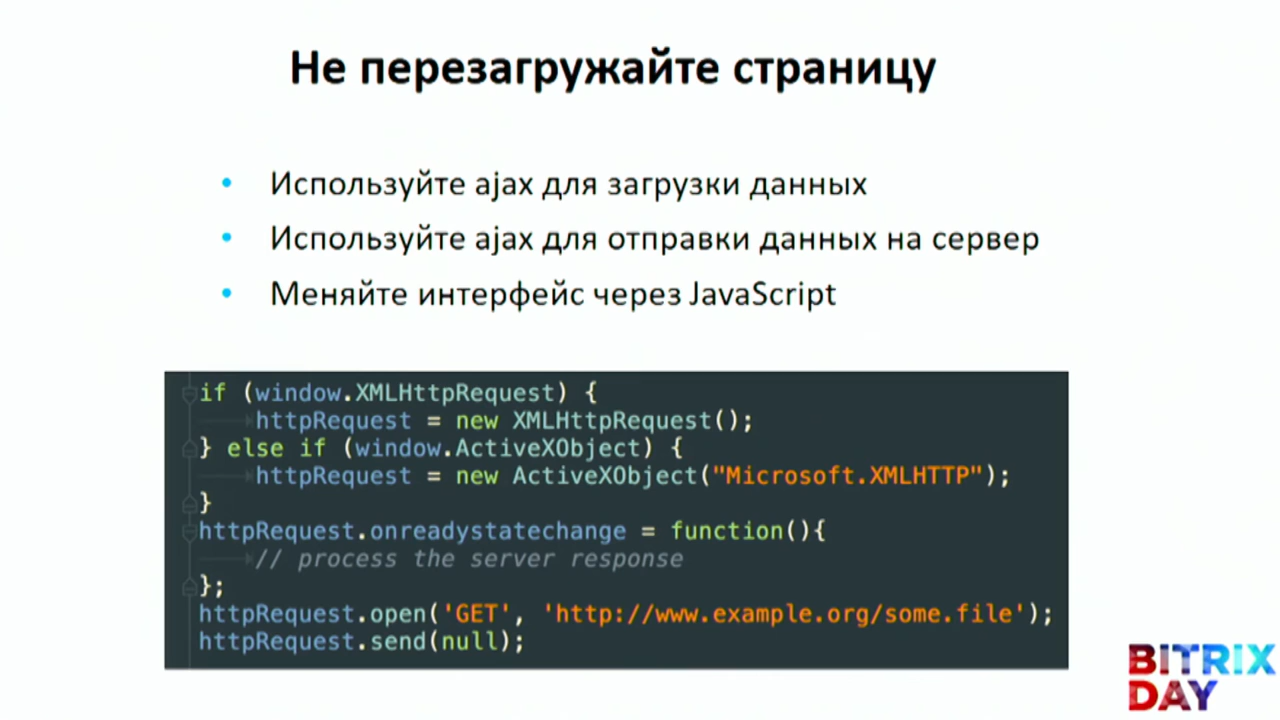 Не перезагружайте страницу
• Используйте ajax для загрузки данных
• Используйте ajax для отправки данных на сервер
• Меняйте интерфейс через JavaScript
if (window.XMLHttpRequest) {
httpRequest = new XMLHttpRequest();
} else if (window.ActiveXObject) {
httpRequest = new ActiveXObject("Microsoft.XMLHTTP");
}
httpRequest.onreadystatechange = function(){
// process the server response
};
httpRequest.open('GET', 'http://www.example.org/some.file');
httpRequest.send(null);
BITRIX
DAY